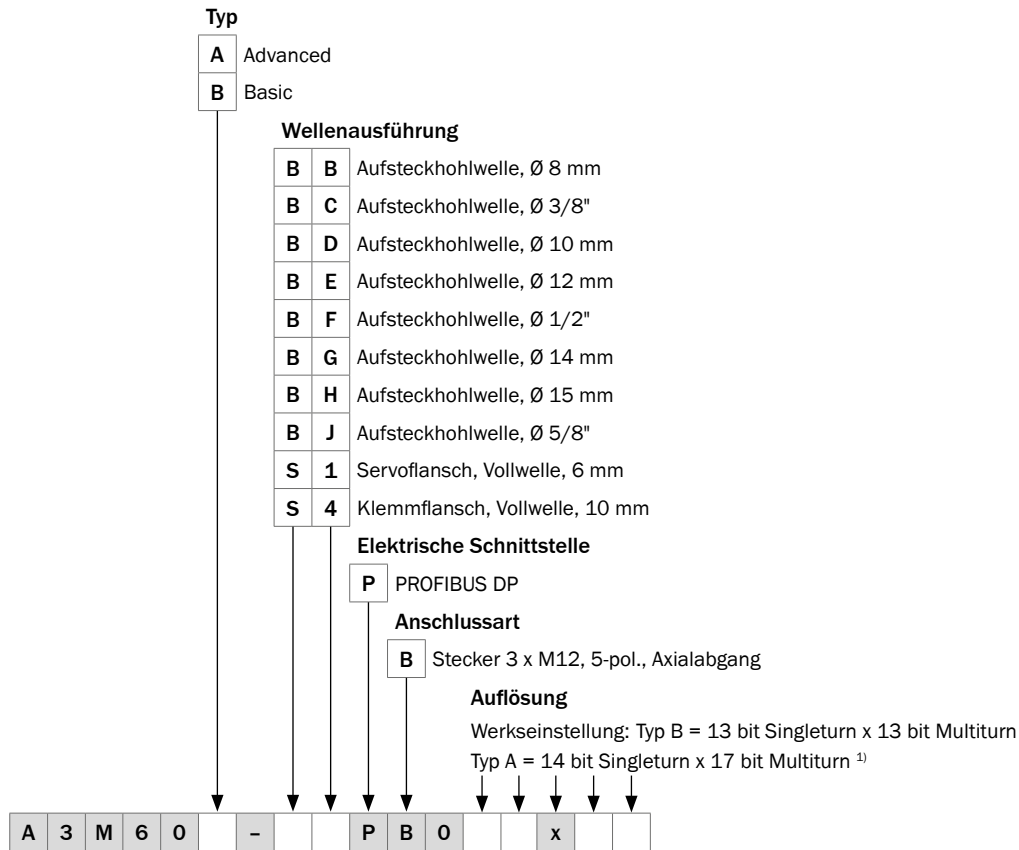 Typ
A Advanced
B Basic
Wellenausführung
B B Aufsteckhohlwelle, Ø 8 mm
B C Aufsteckhohlwelle, Ø 3/8"
B D Aufsteckhohlwelle, Ø 10 mm
B E Aufsteckhohlwelle, Ø 12 mm
B F Aufsteckhohlwelle, Ø 1/2"
B G Aufsteckhohlwelle, Ø 14 mm
B H Aufsteckhohlwelle, Ø 15 mm
B J Aufsteckhohlwelle, Ø 5/8"
S 1 Servoflansch, Vollwelle, 6 mm
S 4 Klemmflansch, Vollwelle, 10 mm
Elektrische Schnittstelle
P PROFIBUS DP
Anschlussart
B Stecker 3 x M12, 5-pol., Axialabgang
Auflösung
Werkseinstellung: Typ B = 13 bit Singleturn x 13 bit Multiturn
Typ A = 14 bit Singleturn x 17 bit Multiturn 1)
A 3 M 6 0 – P B 0 x